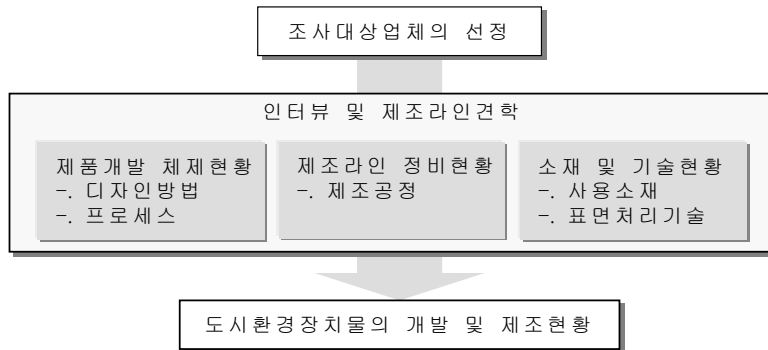 조사대상업체의 선정
인터뷰 및 제조라인견학
제품개발 체제현황
-. 디자인방법
-. 프로세스
제조라인 정비현황
-. 제조공정
소재 및 기술현황
-. 사용소재
-. 표면처리기술
도시환경장치물의 개발 및 제조현황